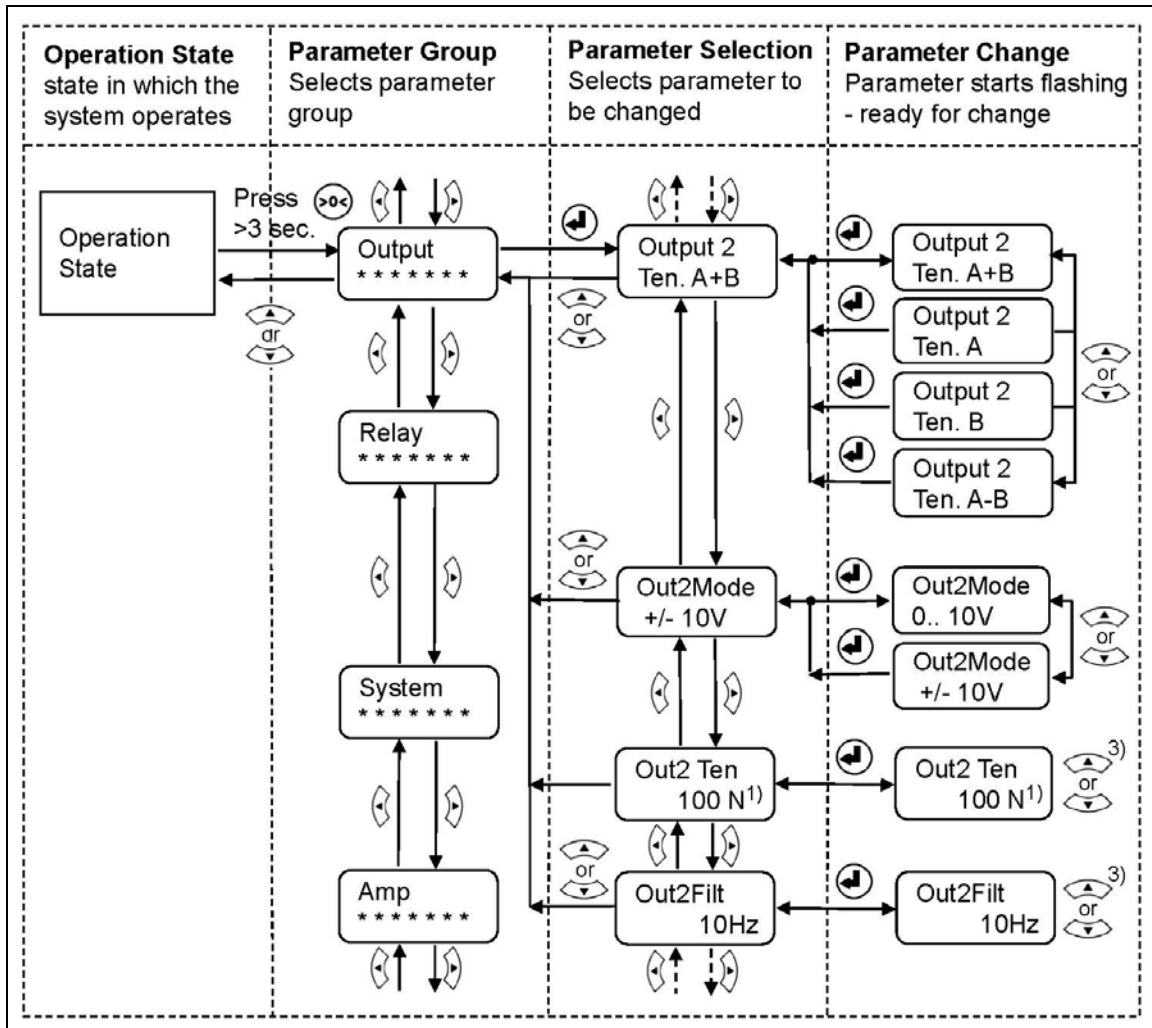 Operation State
state in which the
system operates
Parameter Group
Selects parameter
group
Parameter Selection
Selects parameter to
be changed
Parameter Change
Parameter starts flashing
- ready for change
Operation
State
Press
>3 sec.
>0<
or
Output
* * * * * * *
Relay
* * * * * * *
System
* * * * * * *
Amp
* * * * * * *
Output 2
Ten. A+B
or
Out2Mode
+/- 10V
or
Out2 Ten
100 N1)
Out2Filt
10Hz
or
Output 2
Ten. A+B
Output 2
Ten. A
Output 2
Ten. B
Output 2
Ten. A-B
or
Out2Mode
0.. 10V
Out2Mode
+/- 10V
or
Out2 Ten
100 N1)
3)
or
Out2Filt
10Hz
3)
or